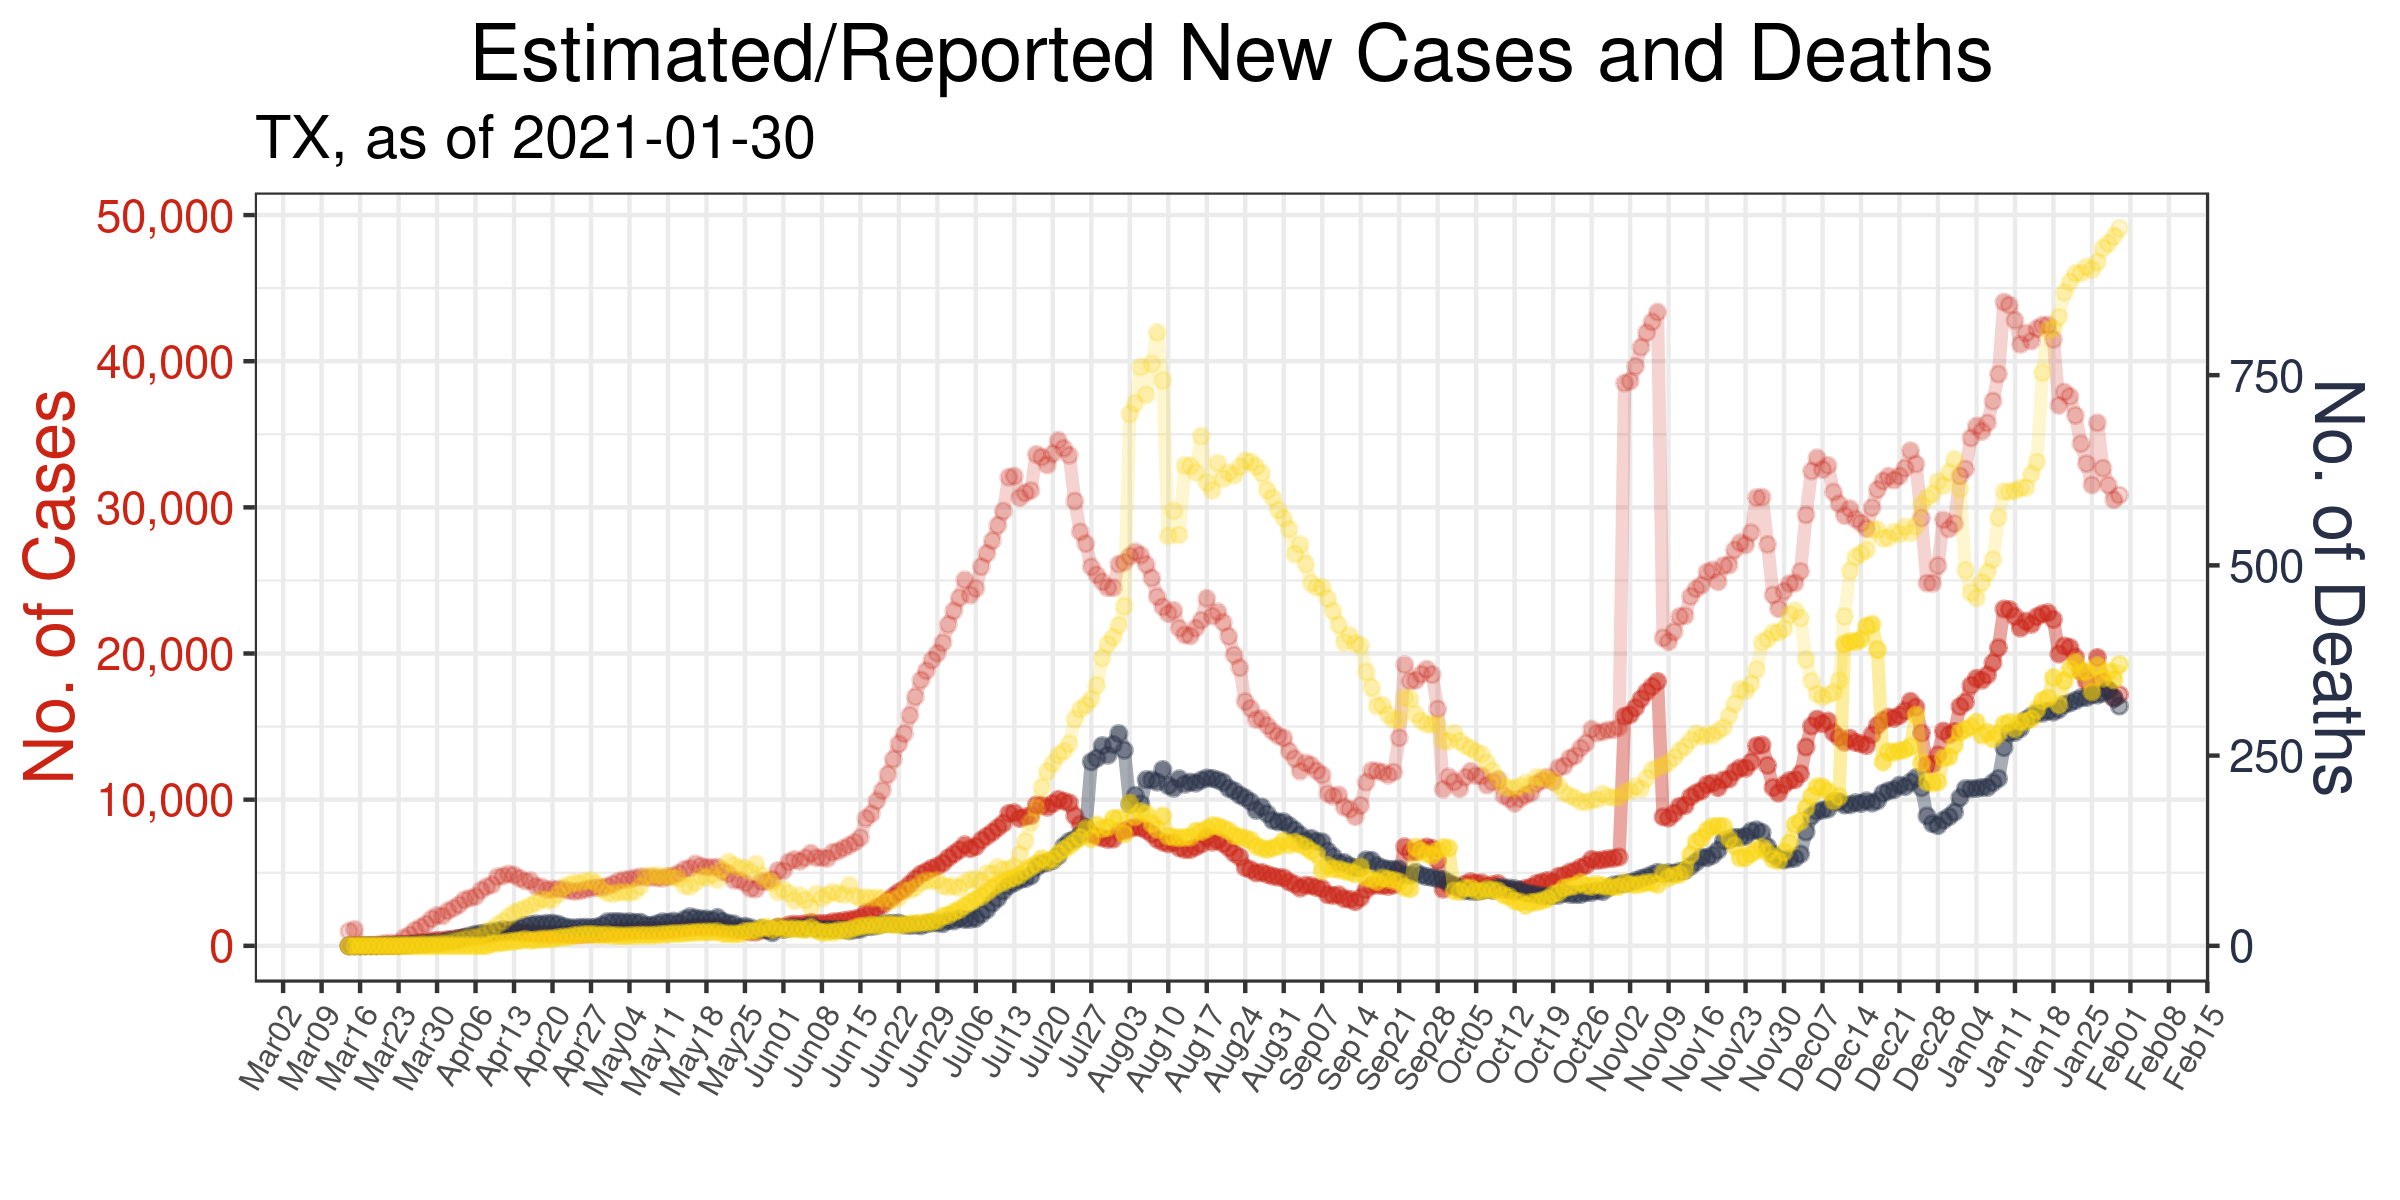 Estimated/Reported New Cases and Deaths
TX, as of 2021-01-30
No. of Cases
50,000
40,000
30,000
20,000
10,000
0
750
500
250
0
No. of Deaths
Mar02
Mar09
Mar16
Mar23
Mar30
Apr06
Apr13
Apr20
Apr27
May04
May11
May18
May25
Jun01
Jun08
Jun15
Jun22
Jun29
Jul06
Jul13
Jul20
Jul27
Aug03
Aug10
Aug17
Aug24
Aug31
Sep07
Sep14
Sep21
Sep28
Oct05
Oct12
Oct19
Oct26
Nov02
Nov09
Nov16
Nov23
Nov30
Dec07
Dec14
Dec21
Dec28
Jan04
Jan11
Jan18
Jan25
Feb01
Feb08
Feb15